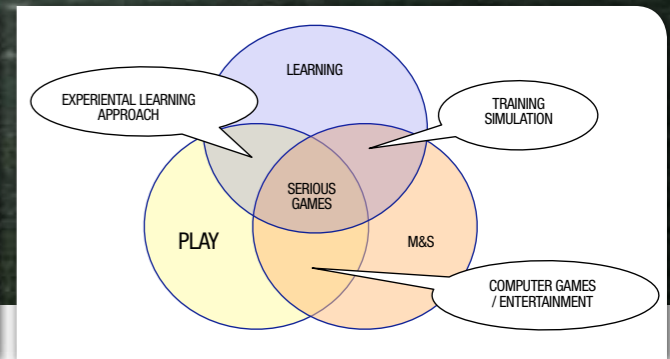 LEARNING
EXPERIENTAL LEARNING
APPROACH
TRAINING
SIMULATION
SERIOUS
GAMES
PLAY
M&S
COMPUTER GAMES
/ ENTERTAINMENT